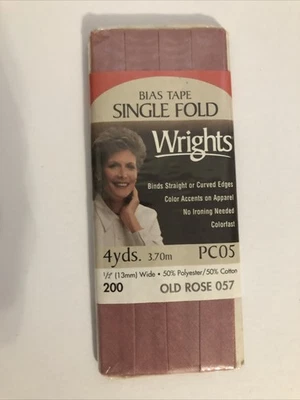 BIAS TAPE
SINGLE FOLD
Wrights
Binds Straight or Curved Edges
Color Accents on Apparel
No Ironing Needed
Colorfast
4yds. 3.70m PC05
½" (13mm) Wide • 50% Polyester/50% Cotton
200 OLD ROSE 057